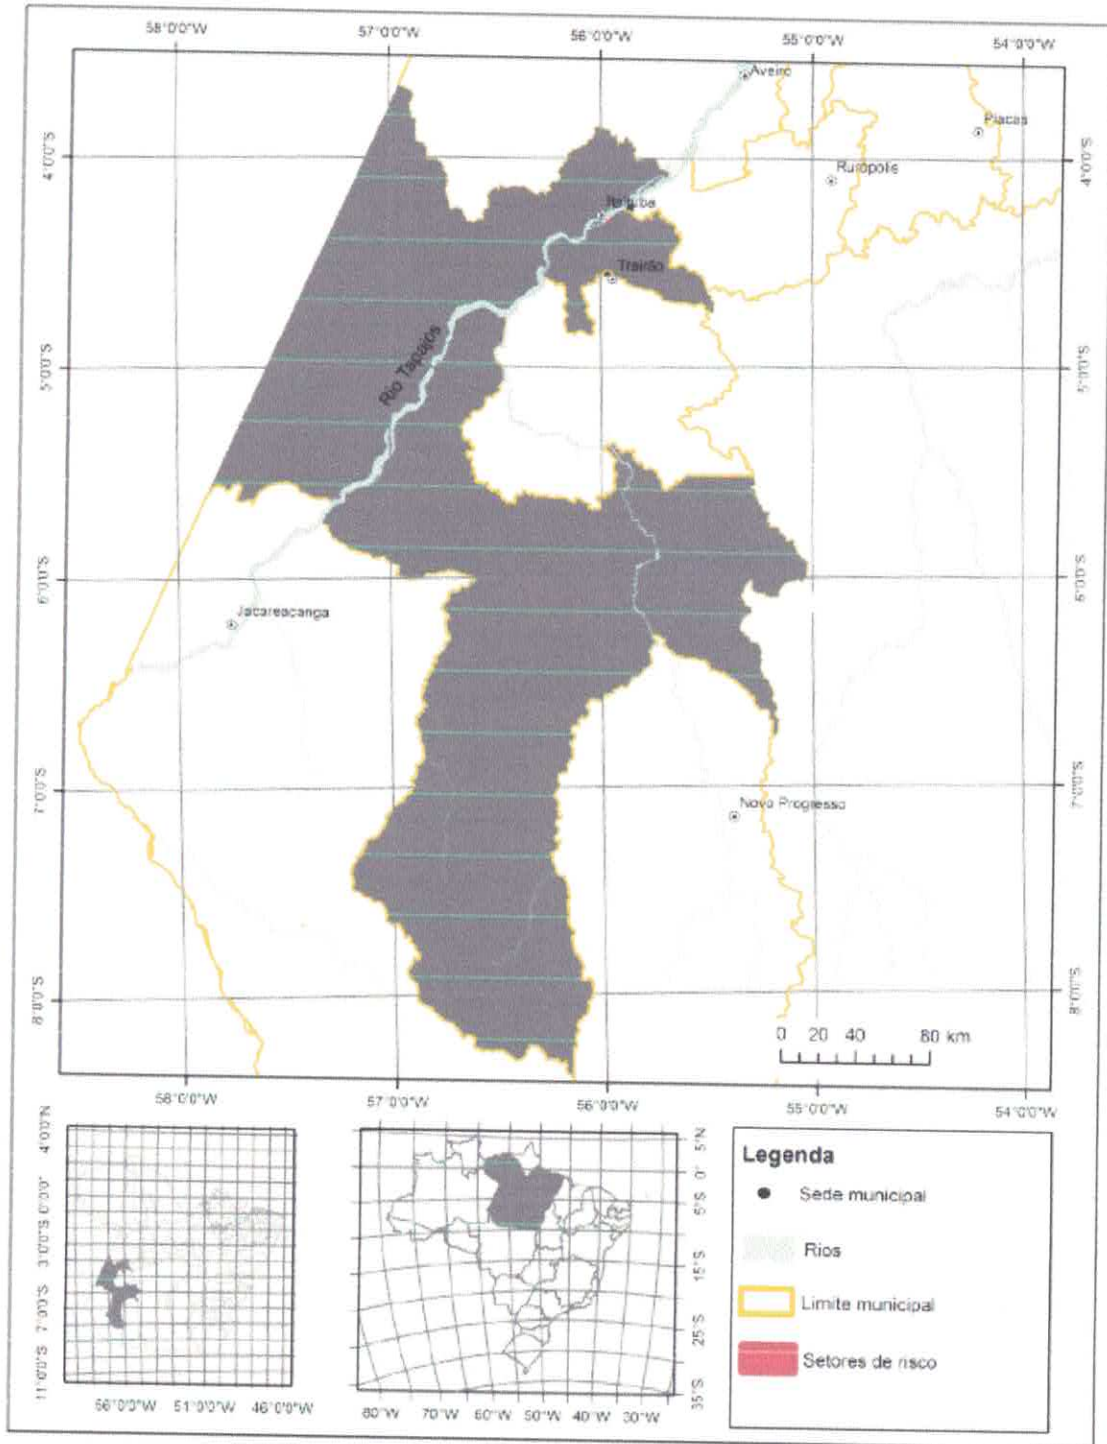 58°0'0"W 57°0'0"W 56°0'0"W 55°0'0"W 54°0'0"W
Aveiro
Placas
4°0'0"S 4°0'0"S
Rurópolis
Itaituba
Trairão
Rio Tapajós
5°0'0"S 5°0'0"S
6°0'0"S 6°0'0"S
Jacareacanga
7°0'0"S 7°0'0"S
Novo Progresso
8°0'0"S 8°0'0"S
0 20 40 80 km
58°0'0"W 57°0'0"W 56°0'0"W 55°0'0"W 54°0'0"W
4°0'0"N
0°0'0"
3°0'0"S
7°0'0"S
11°0'0"S
56°0'0"W 51°0'0"W 46°0'0"W
5°N
0°
5°S
15°S
25°S
35°S
80°W 70°W 60°W 50°W 40°W 30°W
Legenda
Sede municipal
Rios
Limite municipal
Setores de risco